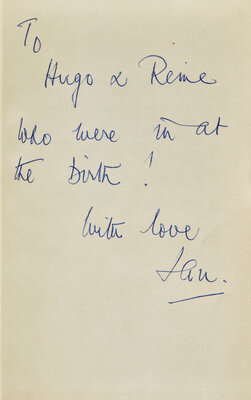 To
Hugo & Reine
who were in at
the birth!
With love
Ian.